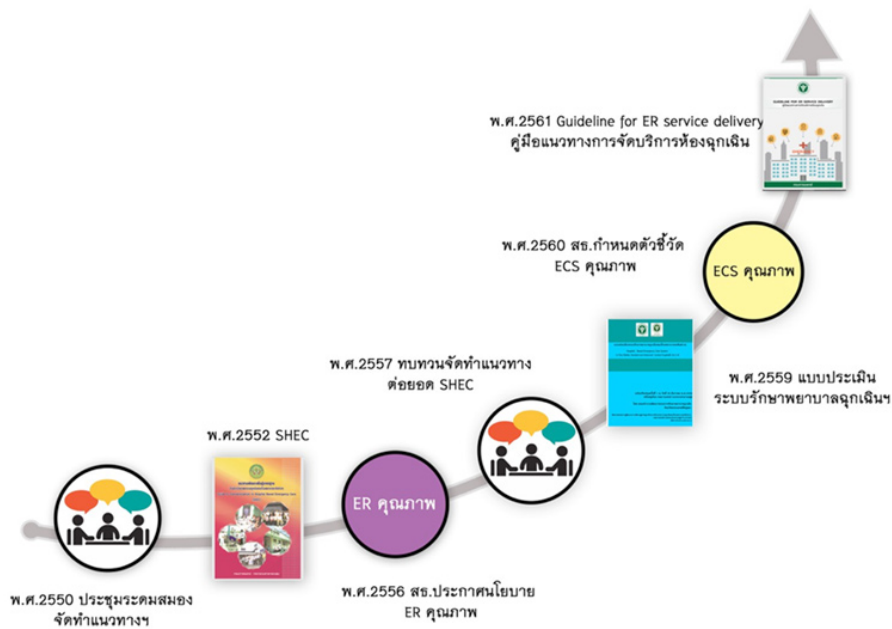 พ.ศ.2561 Guideline for ER service delivery
คู่มือแนวทางการจัดบริการห้องฉุกเฉิน
GUIDELINE FOR ER SERVICE DELIVERY
พ.ศ.2560 สธ.กำหนดตัวชี้วัด
ECS คุณภาพ
ECS คุณภาพ
พ.ศ.2557 ทบทวนจัดทำแนวทาง
ต่อยอด SHEC
พ.ศ.2559 แบบประเมิน
ระบบรักษาพยาบาลฉุกเฉินฯ
พ.ศ.2552 SHEC
ER คุณภาพ
พ.ศ.2550 ประชุมระดมสมอง
จัดทำแนวทางฯ
พ.ศ.2556 สธ.ประกาศนโยบาย
ER คุณภาพ